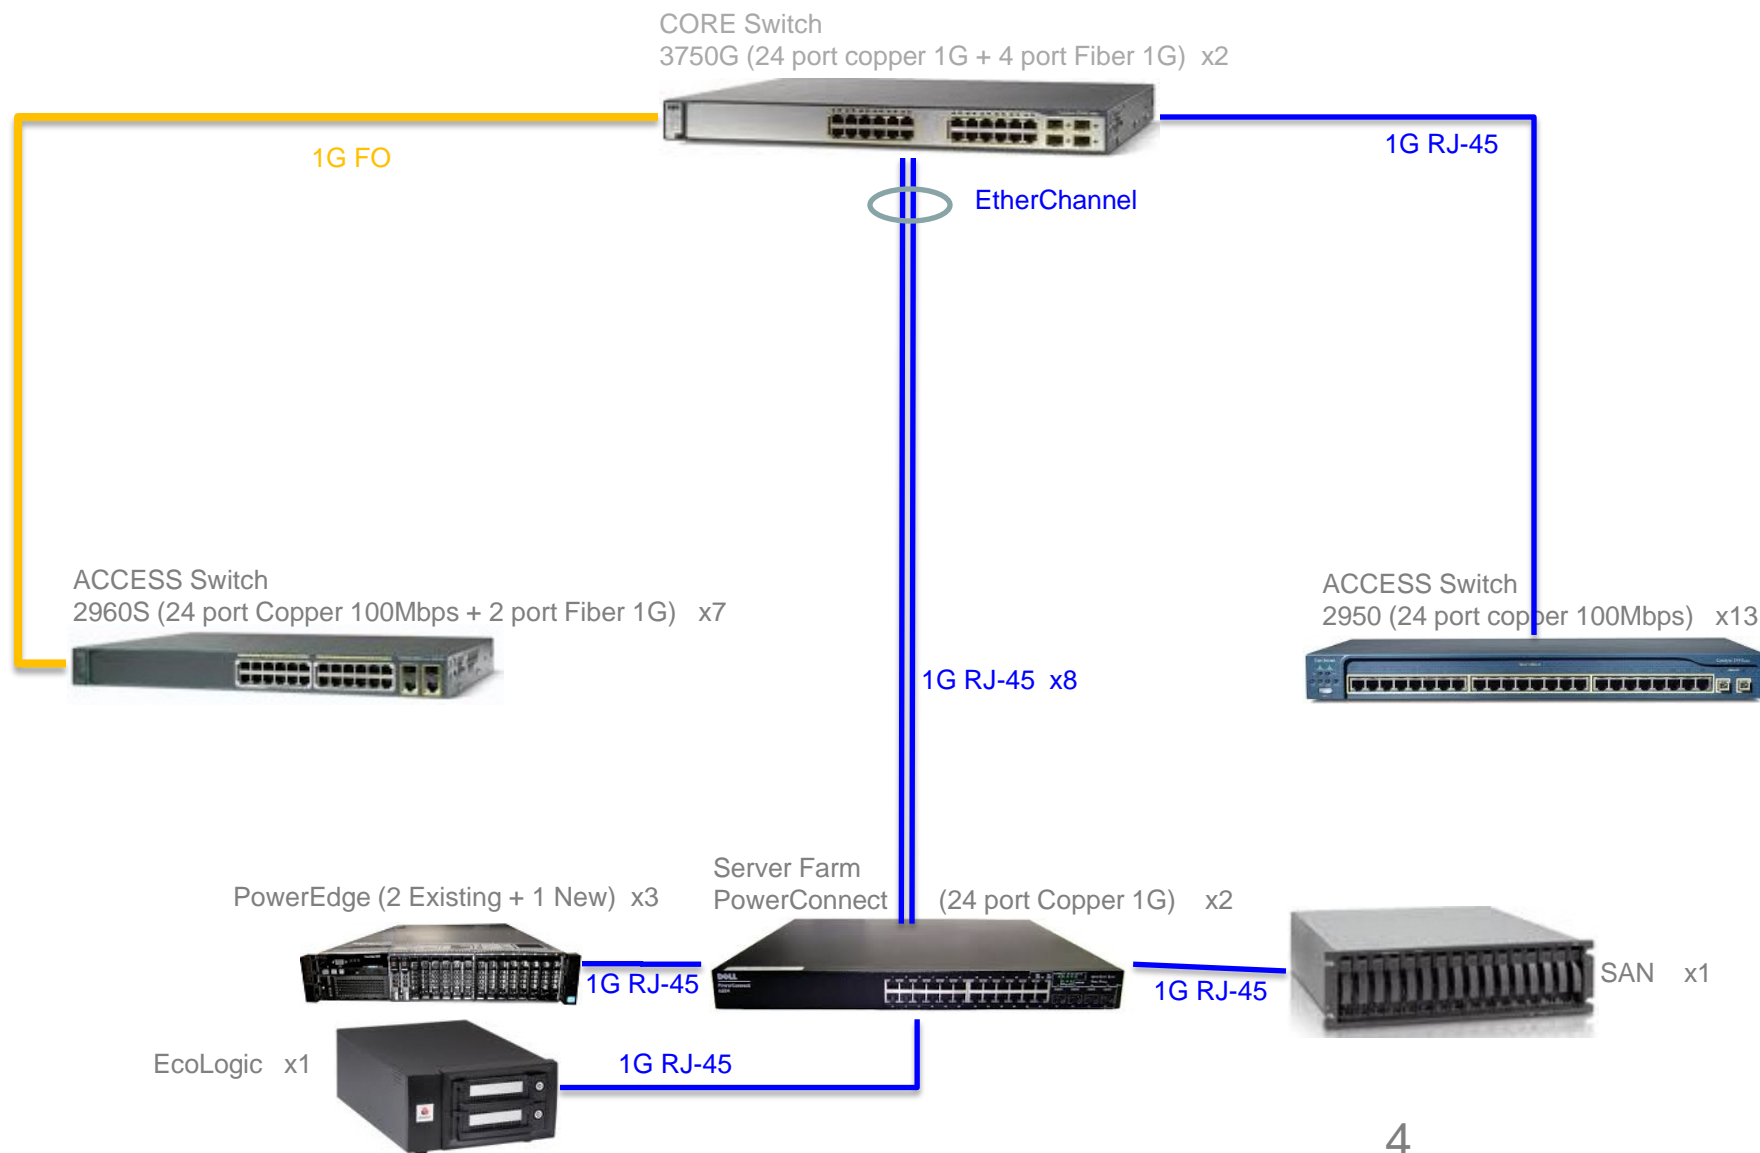 CORE Switch
3750G (24 port copper 1G + 4 port Fiber 1G) x2
1G FO
1G RJ-45
EtherChannel
ACCESS Switch
2960S (24 port Copper 100Mbps + 2 port Fiber 1G) x7
ACCESS Switch
2950 (24 port copper 100Mbps) x13
1G RJ-45 x8
Server Farm
PowerConnect (24 port Copper 1G) x2
PowerEdge (2 Existing + 1 New) x3
DELL
1G RJ-45
1G RJ-45
SAN x1
EcoLogic x1
1G RJ-45
4